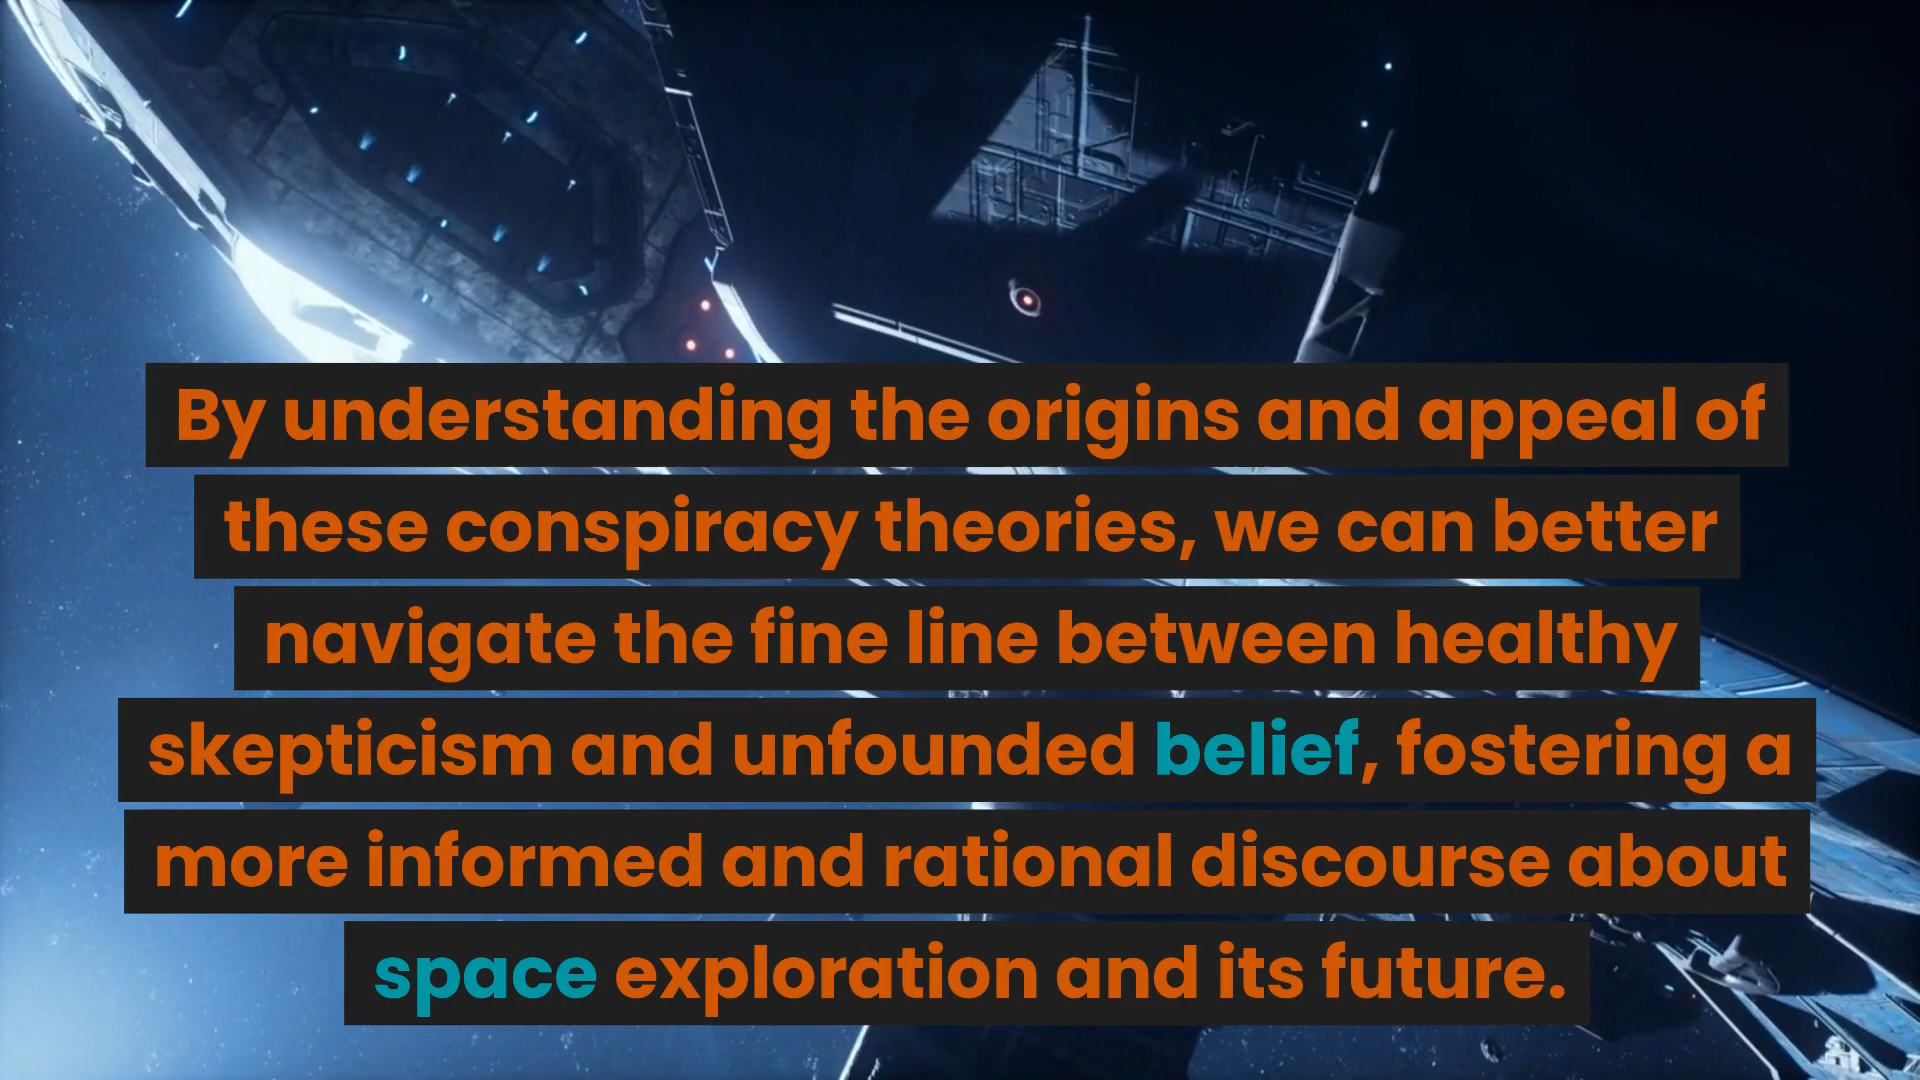 By understanding the origins and appeal of
these conspiracy theories, we can better
navigate the fine line between healthy
skepticism and unfounded belief, fostering a
more informed and rational discourse about
space exploration and its future.